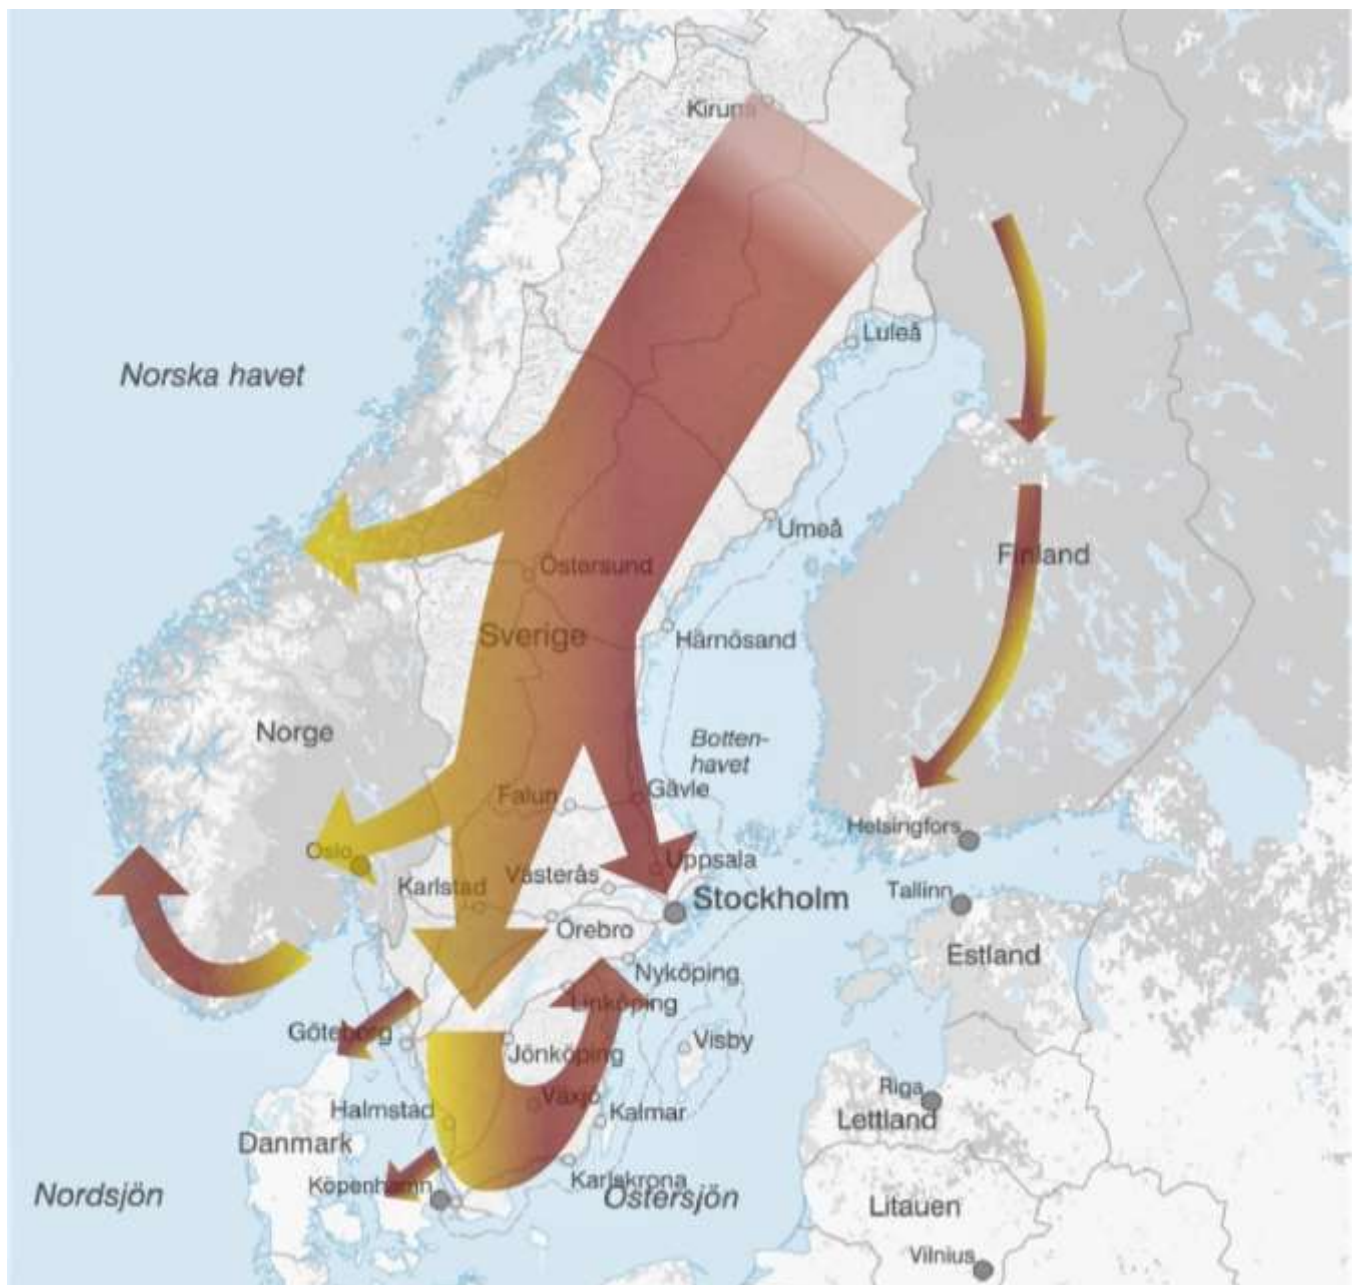 Kiruna
Luleå
Norska havet
Umeå
Finland
Östersund
Sverige
Härnösand
Norge
Botten-
havet
Falun
Gävle
Helsingfors
Oslo
Uppsala
Västerås
Karlstad
Stockholm
Tallinn
Örebro
Estland
Nyköping
Linköping
Göteborg
Jönköping
Visby
Riga
Växjö
Halmstad
Kalmar
Lettland
Danmark
Köpenhamn
Karlskrona
Nordsjön
Östersjön
Litauen
Vilnius